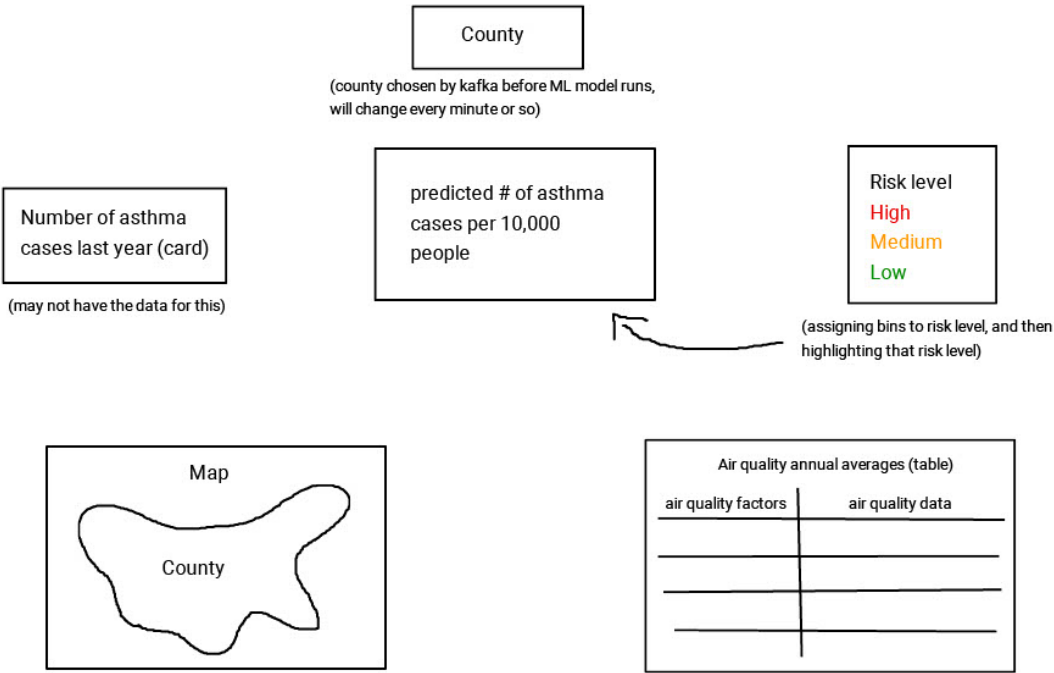 County
(county chosen by kafka before ML model runs,
will change every minute or so)
Number of asthma
cases last year (card)
(may not have the data for this)
predicted # of asthma
cases per 10,000
people
Risk level
High
Medium
Low
(assigning bins to risk level, and then
highlighting that risk level)
Map
County
Air quality annual averages (table)
air quality factors air quality data